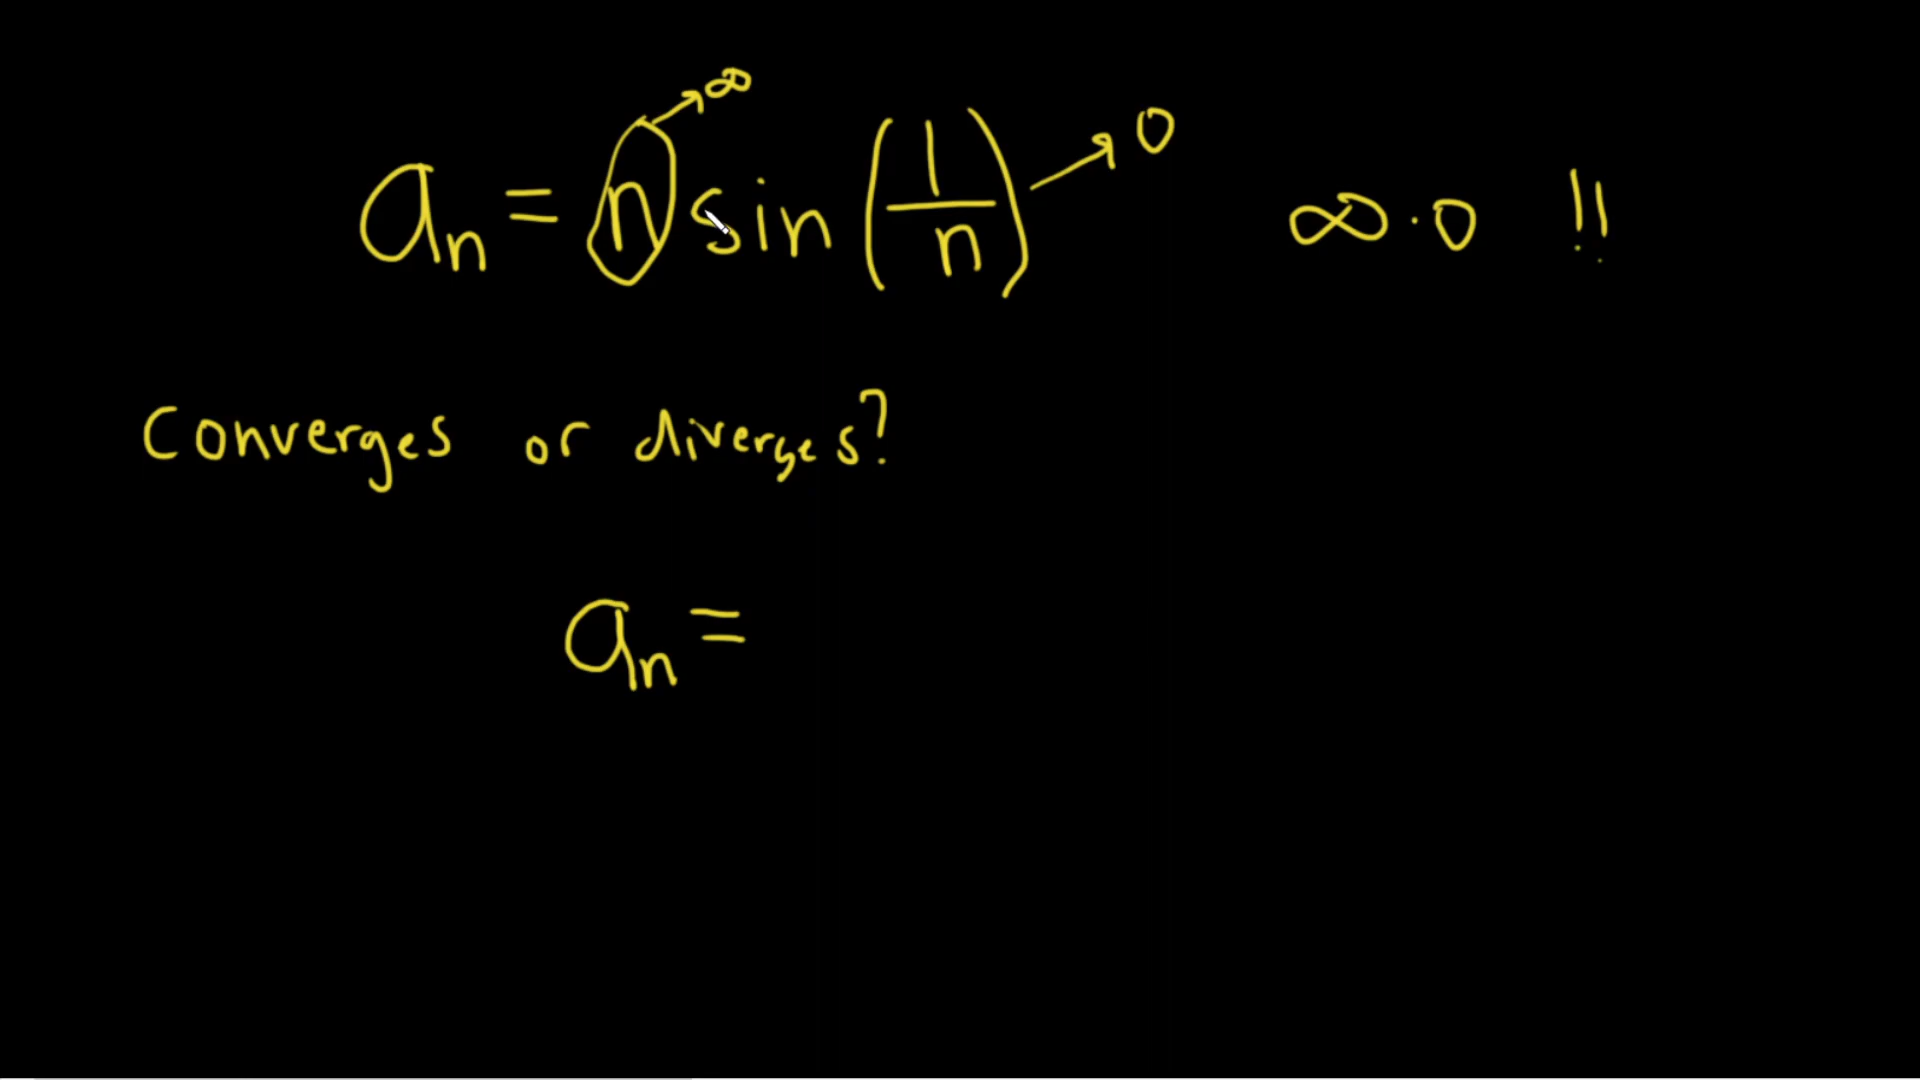 aₙ = n → ∞ sin(1/n) → 0 ∞·0 !!
Converges or diverges?
aₙ =